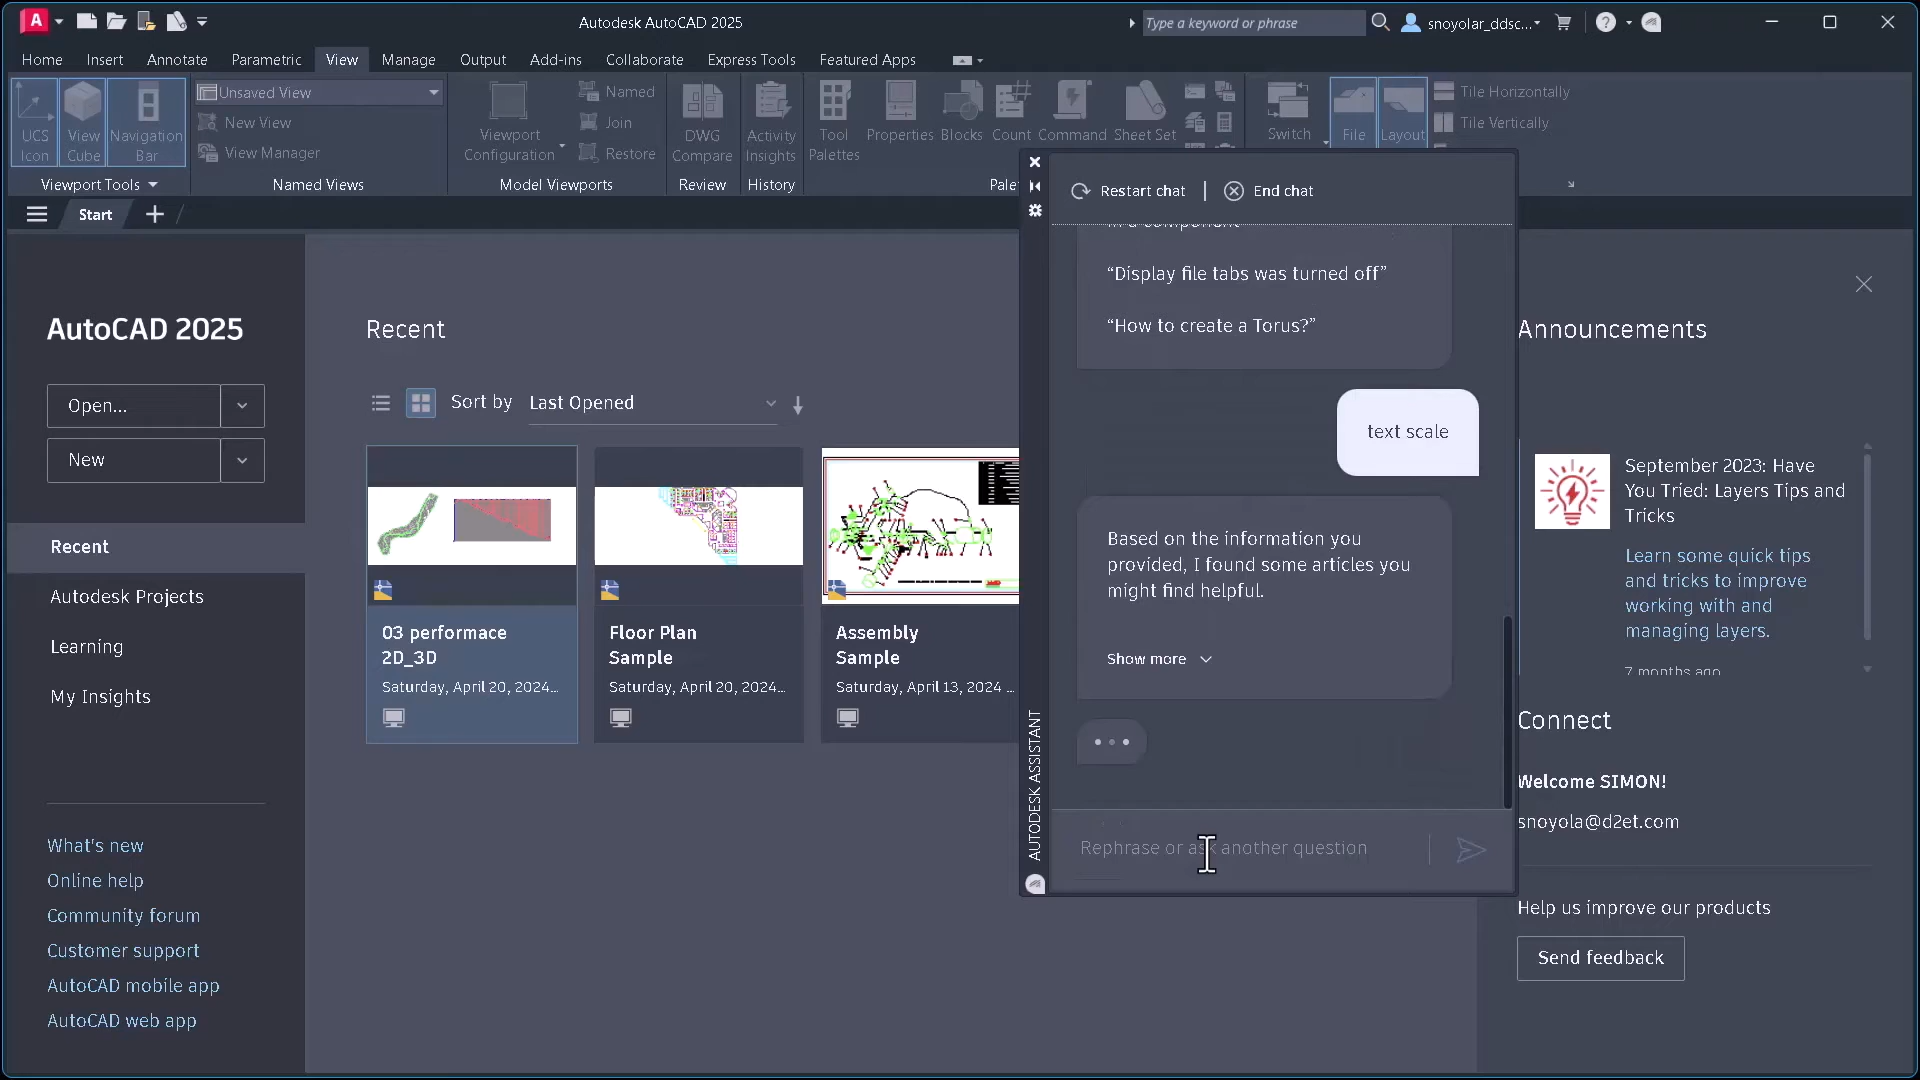 Autodesk AutoCAD 2025
Type a keyword or phrase
snoyolar_ddsc...
Home
Insert
Annotate
Parametric
View
Manage
Output
Add-ins
Collaborate
Express Tools
Featured Apps
UCS
Icon
View
Cube
Navigation
Bar
Viewport Tools
Unsaved View
New View
View Manager
Named Views
Viewport
Configuration
Named
Join
Restore
Model Viewports
DWG
Compare
Review
Activity
Insights
History
Tool
Palettes
Properties
Blocks
Count
Command
Sheet Set
Switch
File
Layout
Tile Horizontally
Tile Vertically
Start
AutoCAD 2025
Open...
New
Recent
Autodesk Projects
Learning
My Insights
What's new
Online help
Community forum
Customer support
AutoCAD mobile app
AutoCAD web app
Recent
Sort by
Last Opened
03 performace
2D_3D
Saturday, April 20, 2024...
Floor Plan
Sample
Saturday, April 20, 2024...
Assembly
Sample
Saturday, April 13, 2024 ...
Restart chat
End chat
“Display file tabs was turned off”
“How to create a Torus?”
text scale
Based on the information you
provided, I found some articles you
might find helpful.
Show more
Rephrase or ask another question
AUTODESK ASSISTANT
Announcements
September 2023: Have
You Tried: Layers Tips and
Tricks
Learn some quick tips
and tricks to improve
working with and
managing layers.
7 months ago
Connect
Welcome SIMON!
snoyola@d2et.com
Help us improve our products
Send feedback